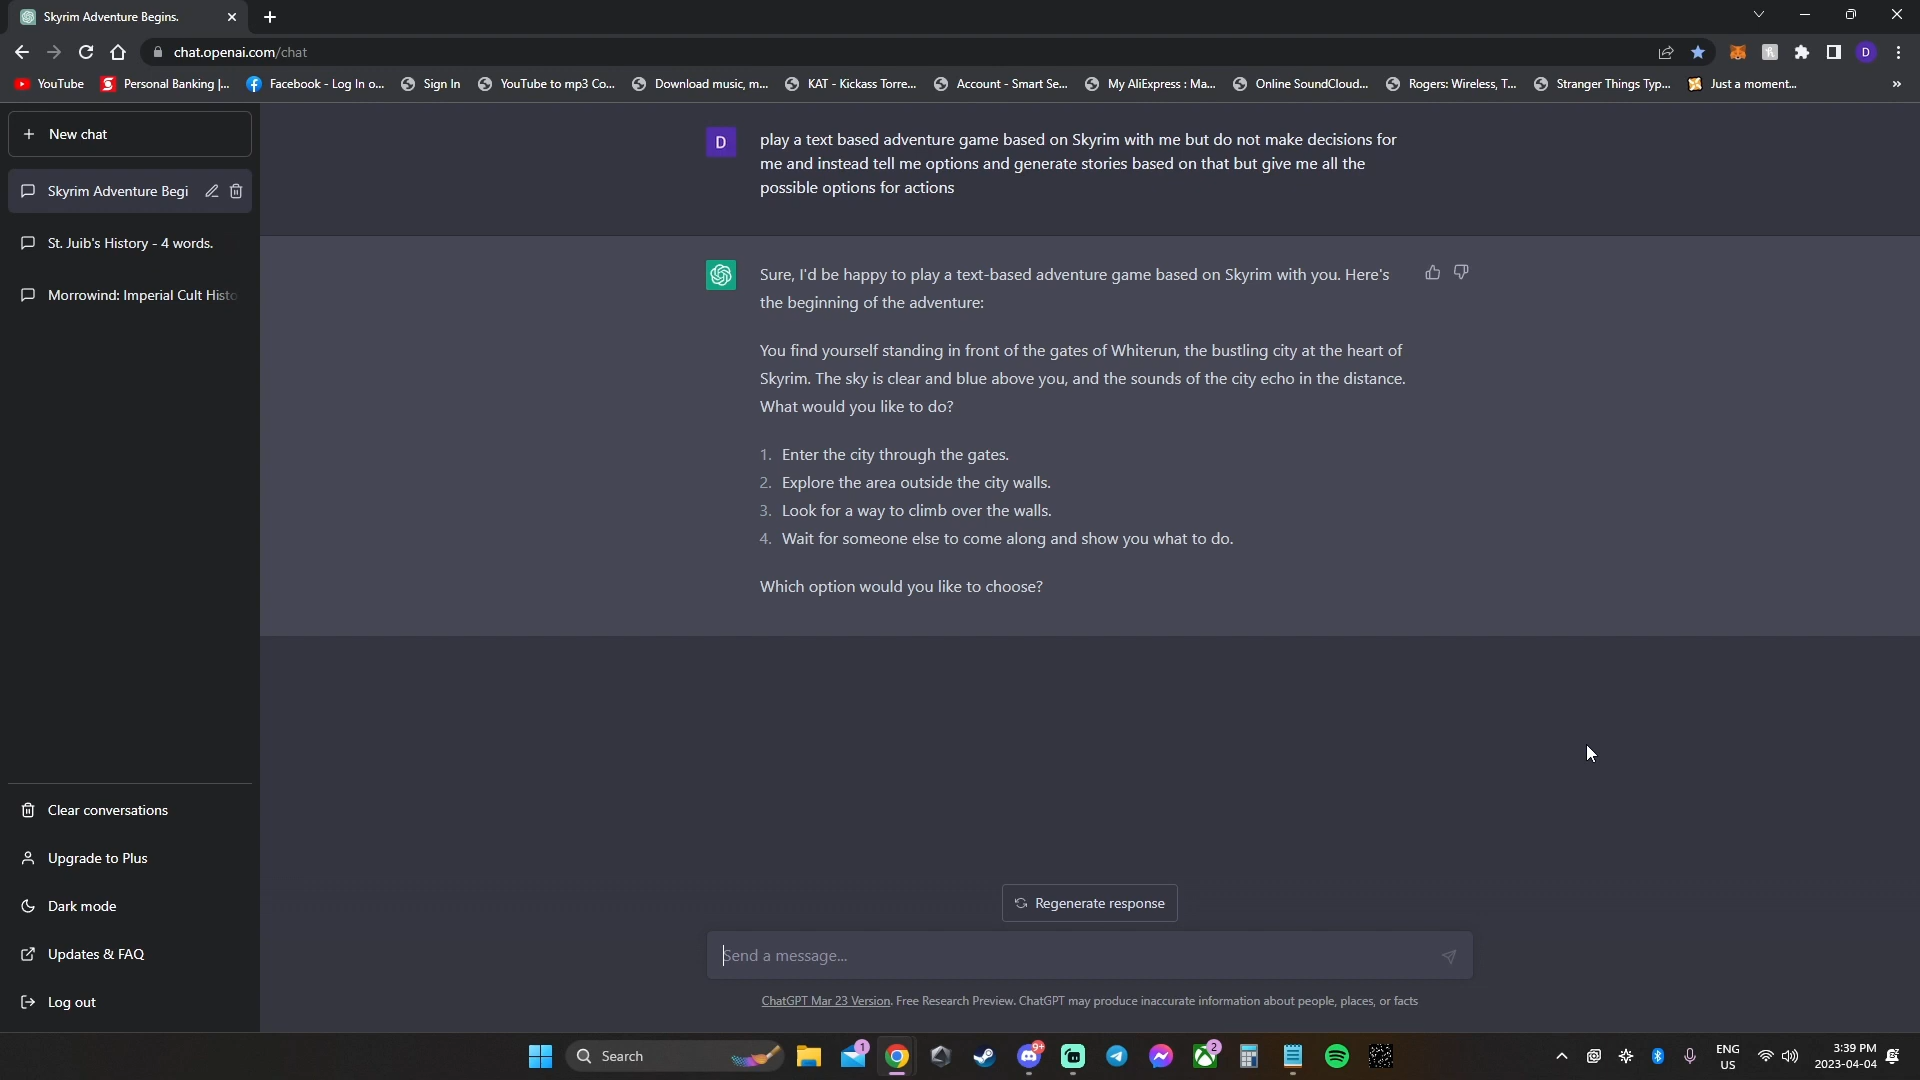 Skyrim Adventure Begins.
chat.openai.com/chat
D
YouTube
Personal Banking |...
Facebook - Log In o...
Sign In
YouTube to mp3 Co...
Download music, m...
KAT - Kickass Torre...
Account - Smart Se...
My AliExpress : Ma...
Online SoundCloud...
Rogers: Wireless, T...
Stranger Things Typ...
Just a moment...
»
New chat
Skyrim Adventure Begi
St. Juib's History - 4 words.
Morrowind: Imperial Cult Histo
Clear conversations
Upgrade to Plus
Dark mode
Updates & FAQ
Log out
D
play a text based adventure game based on Skyrim with me but do not make decisions for
me and instead tell me options and generate stories based on that but give me all the
possible options for actions
Sure, I'd be happy to play a text-based adventure game based on Skyrim with you. Here's
the beginning of the adventure:
You find yourself standing in front of the gates of Whiterun, the bustling city at the heart of
Skyrim. The sky is clear and blue above you, and the sounds of the city echo in the distance.
What would you like to do?
1. Enter the city through the gates.
2. Explore the area outside the city walls.
3. Look for a way to climb over the walls.
4. Wait for someone else to come along and show you what to do.
Which option would you like to choose?
Regenerate response
Send a message...
ChatGPT Mar 23 Version. Free Research Preview. ChatGPT may produce inaccurate information about people, places, or facts
Search
1
9+
2
ENG
US
3:39 PM
2023-04-04